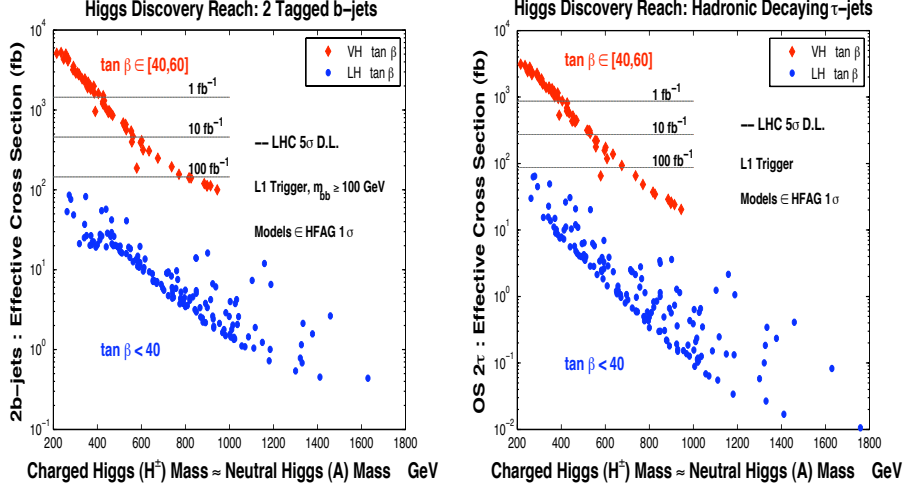 Higgs Discovery Reach: 2 Tagged b-jets
2b-jets : Effective Cross Section (fb)
10^4
10^3
10^2
10^1
10^0
10^-1
tan β ∈ [40,60]
VH tan β
LH tan β
1 fb^-1
10 fb^-1
100 fb^-1
-- LHC 5σ D.L.
L1 Trigger, m_bb ≥ 100 GeV
Models ∈ HFAG 1σ
tan β < 40
200 400 600 800 1000 1200 1400 1600 1800
Charged Higgs (H^±) Mass ≈ Neutral Higgs (A) Mass GeV
Higgs Discovery Reach: Hadronic Decaying τ-jets
OS 2τ : Effective Cross Section (fb)
10^4
10^3
10^2
10^1
10^0
10^-1
10^-2
tan β ∈ [40,60]
VH tan β
LH tan β
1 fb^-1
10 fb^-1
100 fb^-1
-- LHC 5σ D.L.
L1 Trigger
Models ∈ HFAG 1σ
tan β < 40
200 400 600 800 1000 1200 1400 1600 1800
Charged Higgs (H^±) Mass ≈ Neutral Higgs (A) Mass GeV